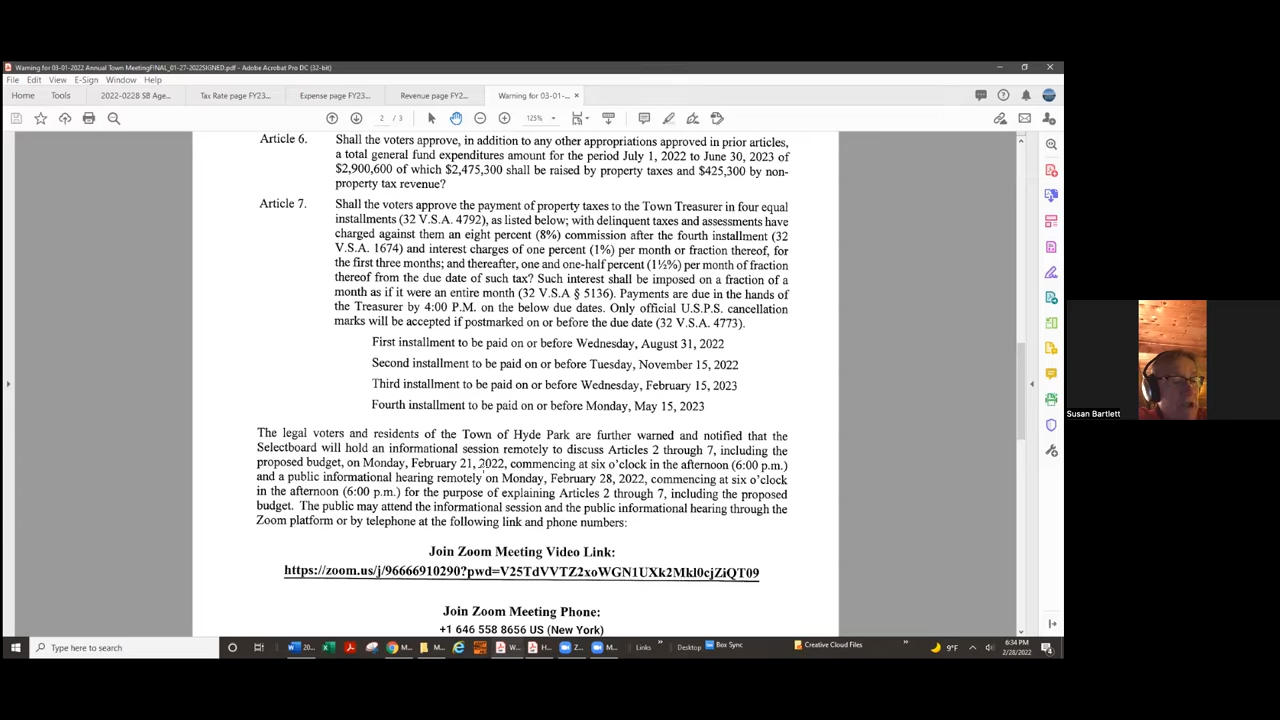 Warning for 03-01-2022 Annual Town MeetingFINAL_01-27-2022SIGNED.pdf - Adobe Acrobat Pro DC (32-bit)
File Edit View E-Sign Window Help
Home Tools 2022-0228 SB Age... Tax Rate page FY23... Expense page FY23... Revenue page FY2... Warning for 03-01-... ×
2 / 3 125%
Article 6. Shall the voters approve, in addition to any other appropriations approved in prior articles,
a total general fund expenditures amount for the period July 1, 2022 to June 30, 2023 of
$2,900,600 of which $2,475,300 shall be raised by property taxes and $425,300 by non-
property tax revenue?
Article 7. Shall the voters approve the payment of property taxes to the Town Treasurer in four equal
installments (32 V.S.A. 4792), as listed below; with delinquent taxes and assessments have
charged against them an eight percent (8%) commission after the fourth installment (32
V.S.A. 1674) and interest charges of one percent (1%) per month or fraction thereof, for
the first three months; and thereafter, one and one-half percent (1½%) per month of fraction
thereof from the due date of such tax? Such interest shall be imposed on a fraction of a
month as if it were an entire month (32 V.S.A § 5136). Payments are due in the hands of
the Treasurer by 4:00 P.M. on the below due dates. Only official U.S.P.S. cancellation
marks will be accepted if postmarked on or before the due date (32 V.S.A. 4773).
First installment to be paid on or before Wednesday, August 31, 2022
Second installment to be paid on or before Tuesday, November 15, 2022
Third installment to be paid on or before Wednesday, February 15, 2023
Fourth installment to be paid on or before Monday, May 15, 2023
The legal voters and residents of the Town of Hyde Park are further warned and notified that the
Selectboard will hold an informational session remotely to discuss Articles 2 through 7, including the
proposed budget, on Monday, February 21, 2022, commencing at six o'clock in the afternoon (6:00 p.m.)
and a public informational hearing remotely on Monday, February 28, 2022, commencing at six o'clock
in the afternoon (6:00 p.m.) for the purpose of explaining Articles 2 through 7, including the proposed
budget. The public may attend the informational session and the public informational hearing through the
Zoom platform or by telephone at the following link and phone numbers:
Join Zoom Meeting Video Link:
https://zoom.us/j/96666910290?pwd=V25TdVVTZ2xoWGN1UXk2Mkl0cjZiQT09
Join Zoom Meeting Phone:
+1 646 558 8656 US (New York)
Susan Bartlett
Type here to search 20... M... M... W... H... Z... M... Links » Desktop Box Sync Creative Cloud Files » 9°F 6:34 PM
2/28/2022